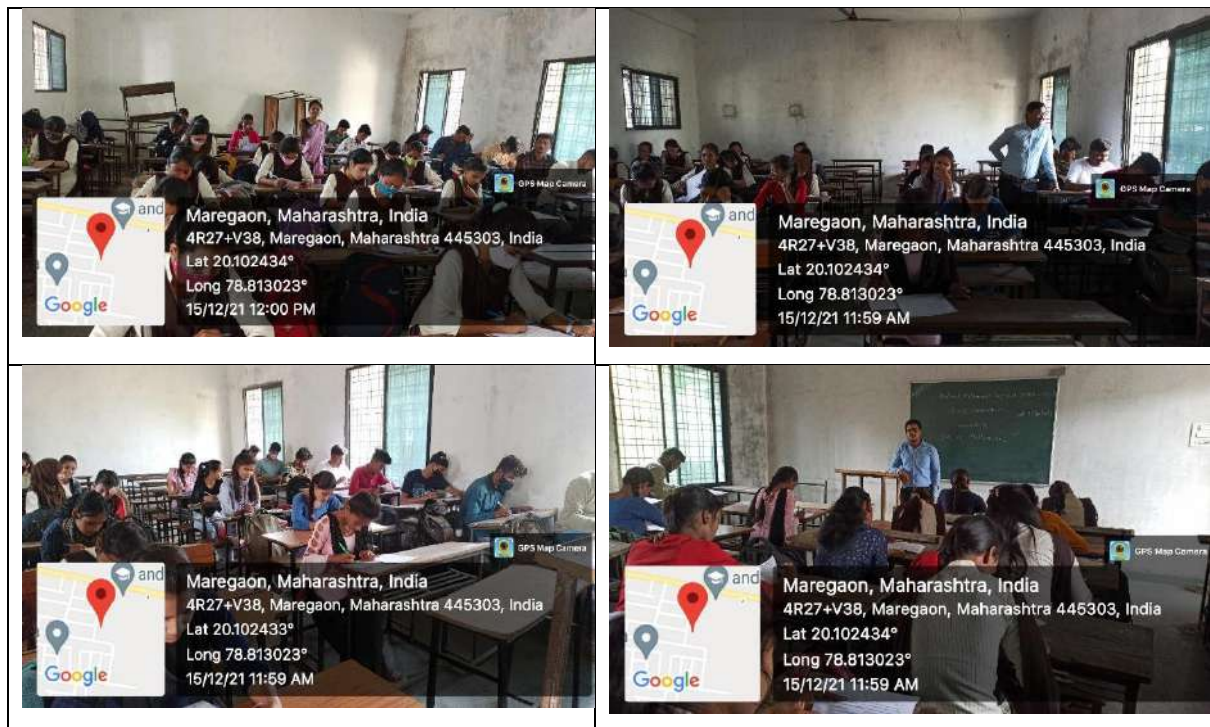 GPS Map Camera
and
Google
Maregaon, Maharashtra, India
4R27+V38, Maregaon, Maharashtra 445303, India
Lat 20.102434°
Long 78.813023°
15/12/21 12:00 PM
GPS Map Camera
and
Google
Maregaon, Maharashtra, India
4R27+V38, Maregaon, Maharashtra 445303, India
Lat 20.102434°
Long 78.813023°
15/12/21 11:59 AM
GPS Map Camera
and
Google
Maregaon, Maharashtra, India
4R27+V38, Maregaon, Maharashtra 445303, India
Lat 20.102433°
Long 78.813023°
15/12/21 11:59 AM
GPS Map Camera
and
Google
Maregaon, Maharashtra, India
4R27+V38, Maregaon, Maharashtra 445303, India
Lat 20.102434°
Long 78.813023°
15/12/21 11:59 AM